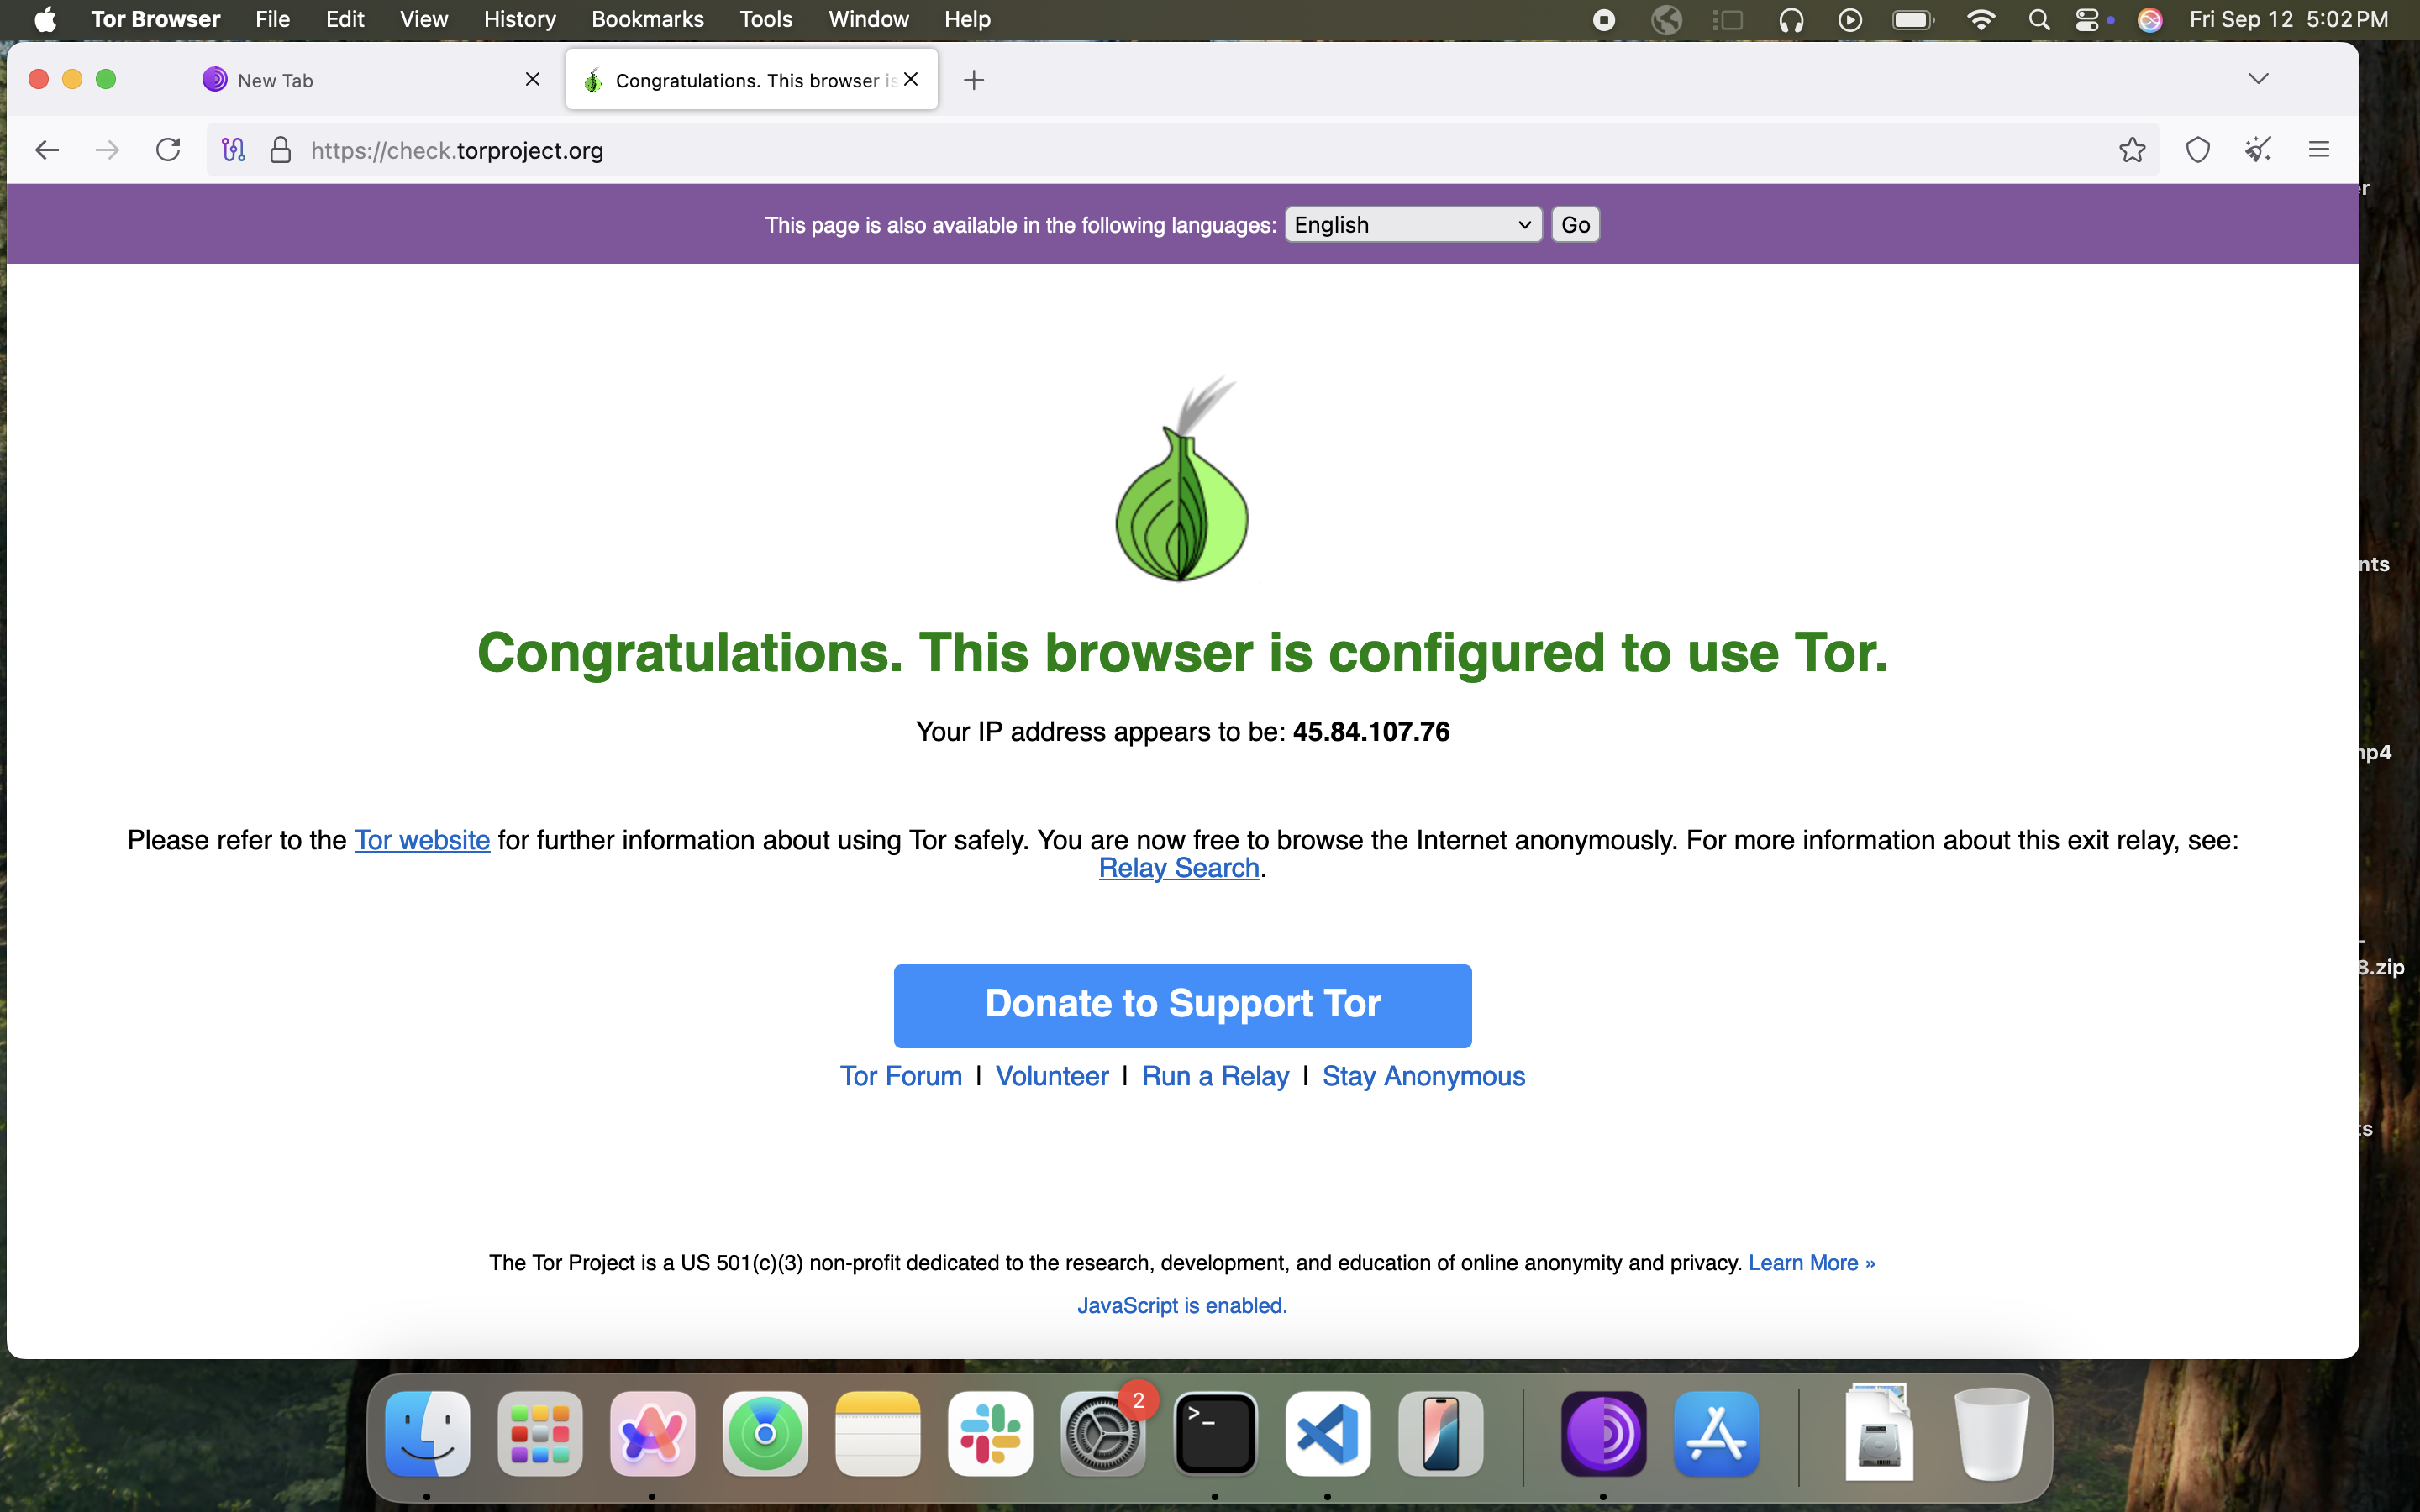 Tor Browser File Edit View History Bookmarks Tools Window Help Fri Sep 12 5:02 PM
New Tab Congratulations. This browser is
https://check.torproject.org
This page is also available in the following languages: English Go
Congratulations. This browser is configured to use Tor.
Your IP address appears to be: 45.84.107.76
Please refer to the Tor website for further information about using Tor safely. You are now free to browse the Internet anonymously. For more information about this exit relay, see:
Relay Search.
Donate to Support Tor
Tor Forum | Volunteer | Run a Relay | Stay Anonymous
The Tor Project is a US 501(c)(3) non-profit dedicated to the research, development, and education of online anonymity and privacy. Learn More »
JavaScript is enabled.
2